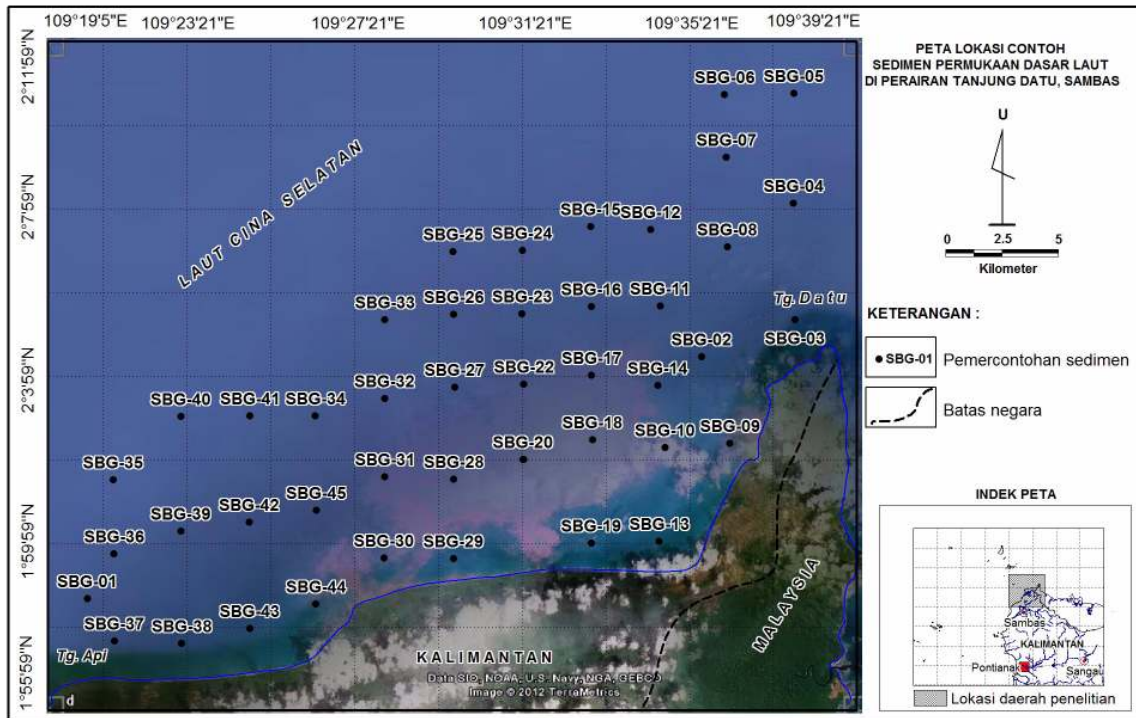 109°19'5"E
109°23'21"E
109°27'21"E
109°31'21"E
109°35'21"E
109°39'21"E
2°11'59"N
2°7'59"N
2°3'59"N
1°59'59"N
1°55'59"N
SBG-06
SBG-05
SBG-07
SBG-04
SBG-15
SBG-12
SBG-08
SBG-25
SBG-24
LAUT CINA SELATAN
SBG-33
SBG-26
SBG-23
SBG-16
SBG-11
Tg. Datu
SBG-03
SBG-02
SBG-32
SBG-27
SBG-22
SBG-17
SBG-14
SBG-40
SBG-41
SBG-34
SBG-18
SBG-10
SBG-09
SBG-20
SBG-35
SBG-31
SBG-28
SBG-39
SBG-42
SBG-45
SBG-36
SBG-30
SBG-29
SBG-19
SBG-13
SBG-01
SBG-44
SBG-37
SBG-38
SBG-43
Tg. Api
KALIMANTAN
MALAYSIA
Data SIO, NOAA, U.S. Navy, NGA, GEBCO
Image © 2012 TerraMetrics
d
PETA LOKASI CONTOH
SEDIMEN PERMUKAAN DASAR LAUT
DI PERAIRAN TANJUNG DATU, SAMBAS
U
0 2.5 5
Kilometer
KETERANGAN :
SBG-01 Pemercontohan sedimen
Batas negara
INDEK PETA
Sambas
KALIMANTAN
Pontianak
Sangau
Lokasi daerah penelitian